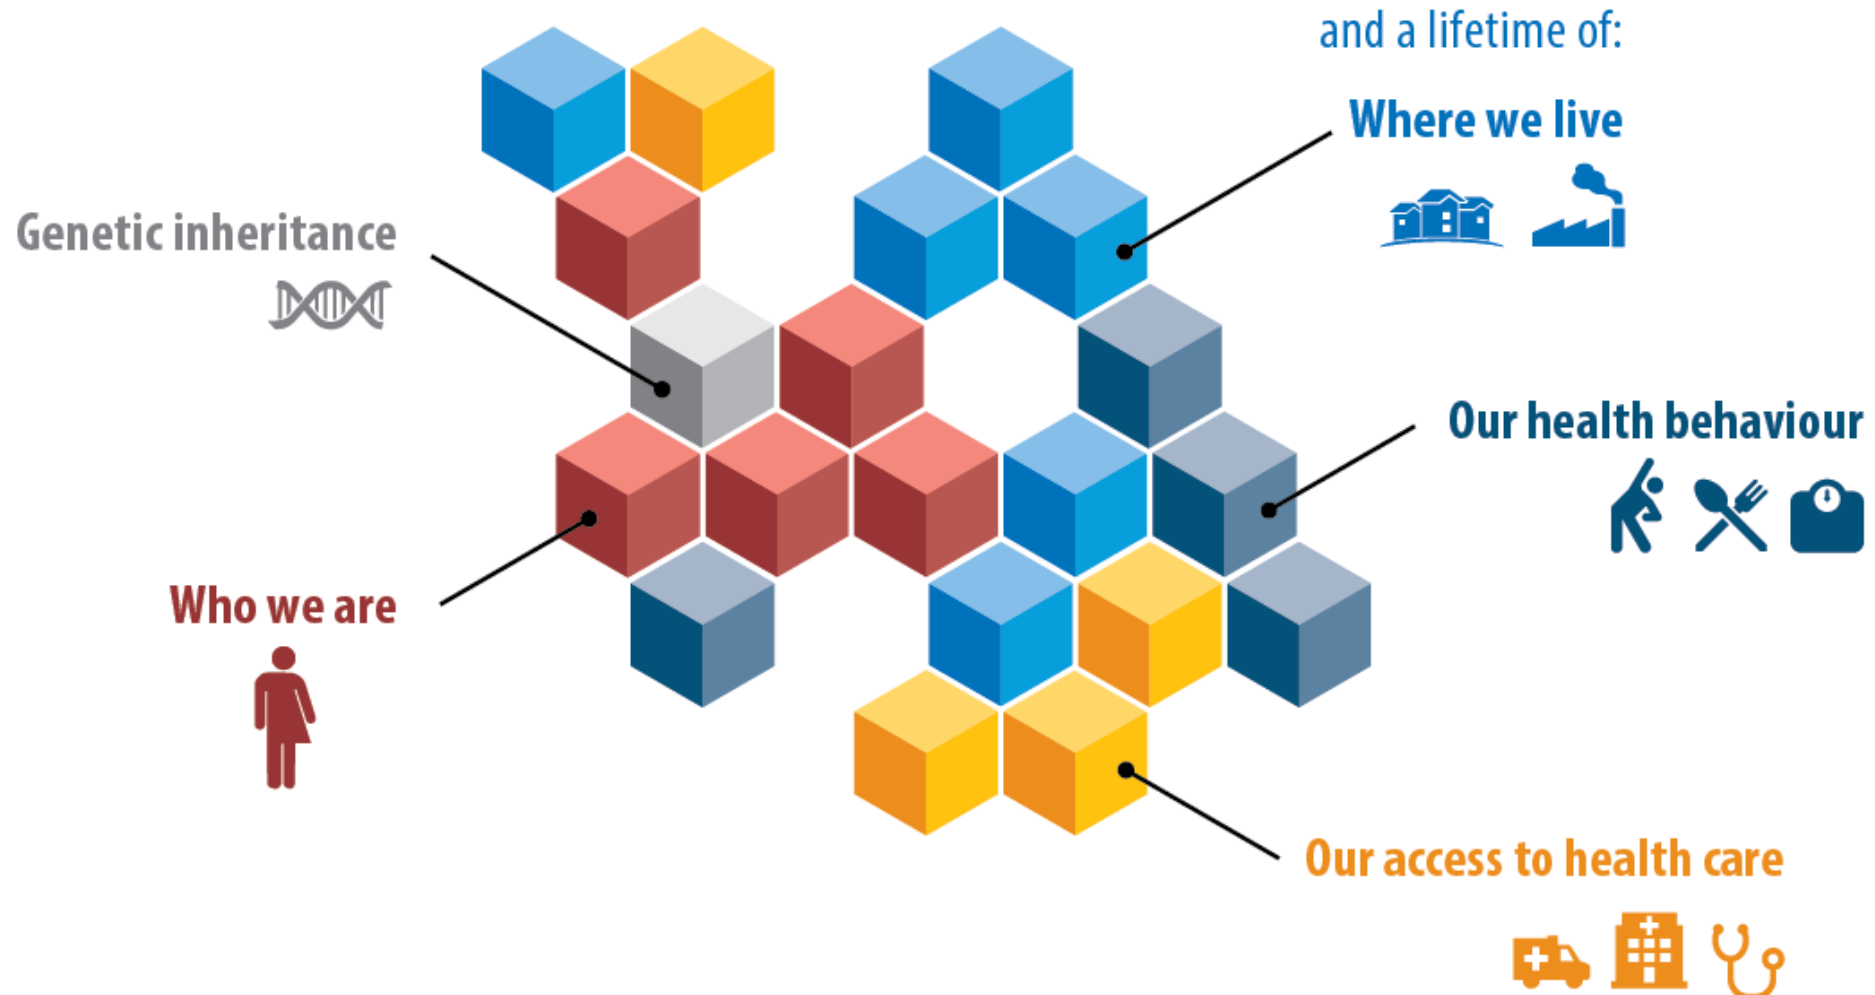 and a lifetime of:
Where we live
Genetic inheritance
Our health behaviour
Who we are
Our access to health care